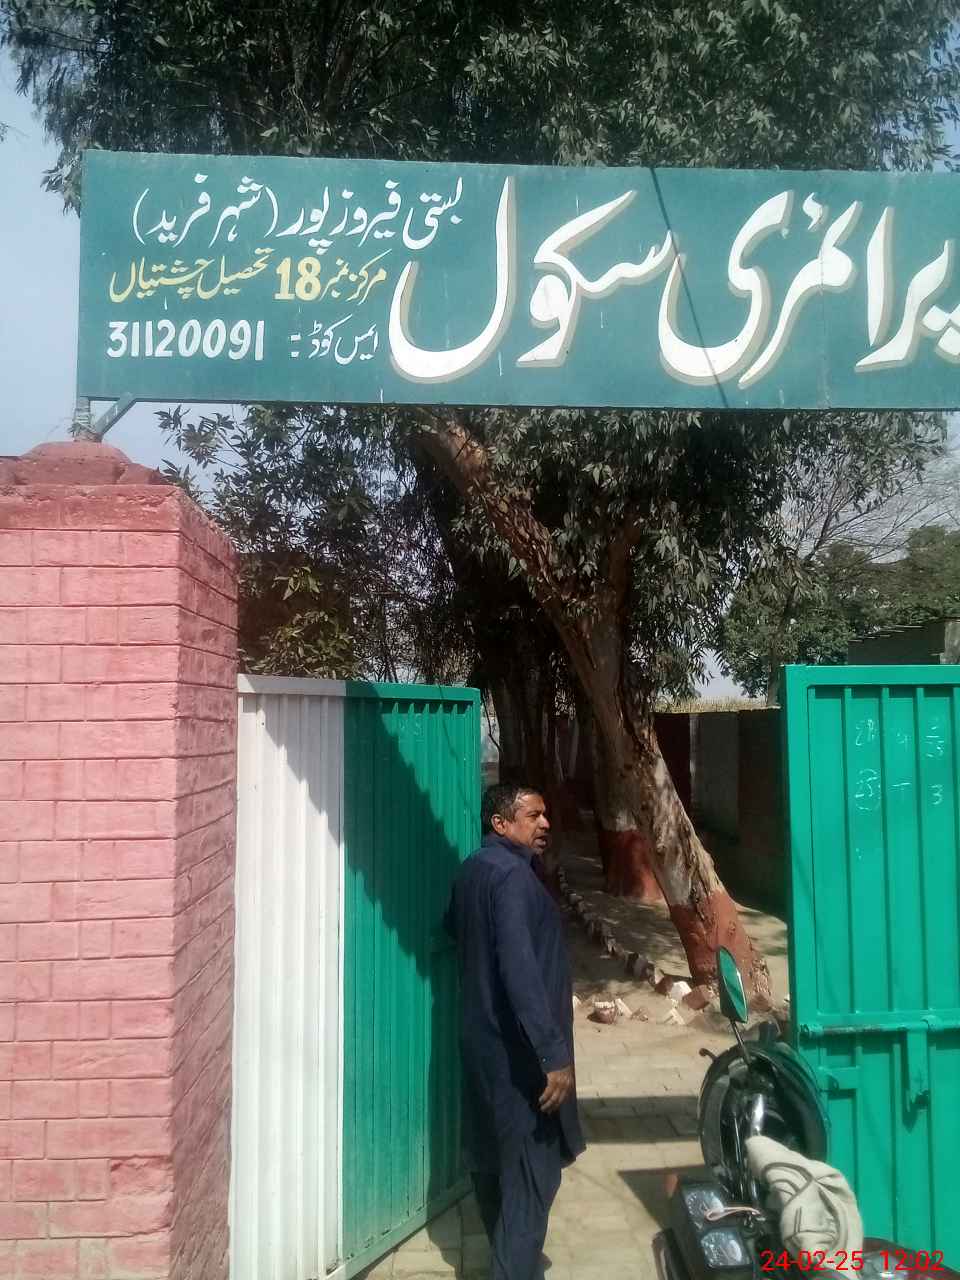 پرائمری سکول
بستی فیروز پور (شہر فرید)
مرکز نمبر 18 تحصیل چشتیاں
ایمس کوڈ :- 31120091
24-02-25 12:02